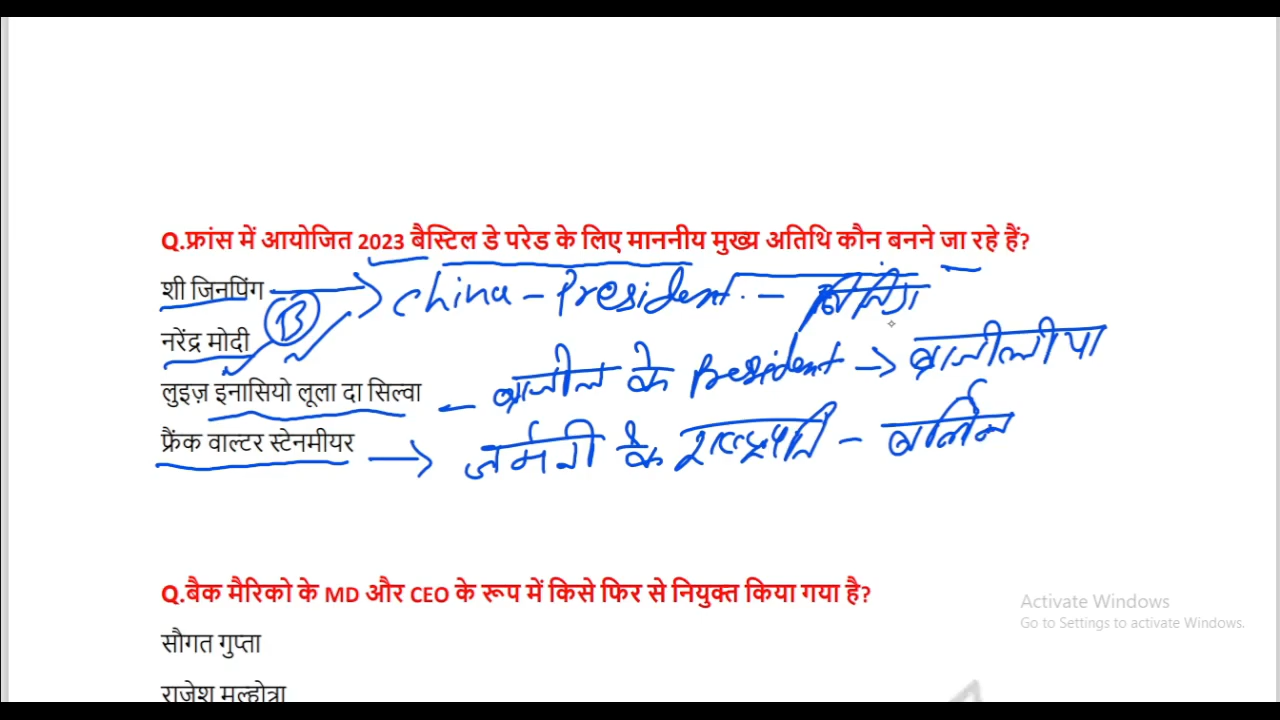 Q.फ्रांस में आयोजित 2023 बैस्टिल डे परेड के लिए माननीय मुख्य अतिथि कौन बनने जा रहे हैं?
शी जिनपिंग China - President -
B
नरेंद्र मोदी
लुइज़ इनासियो लूला दा सिल्वा - ब्राजील के President → ब्राजीलीया
फ्रैंक वाल्टर स्टेनमीयर → जर्मनी के - बर्लिन
Q.बैक मैरिको के MD और CEO के रूप में किसे फिर से नियुक्त किया गया है?
सौगत गुप्ता
राजेश मल्होत्रा
Activate Windows
Go to Settings to activate Windows.